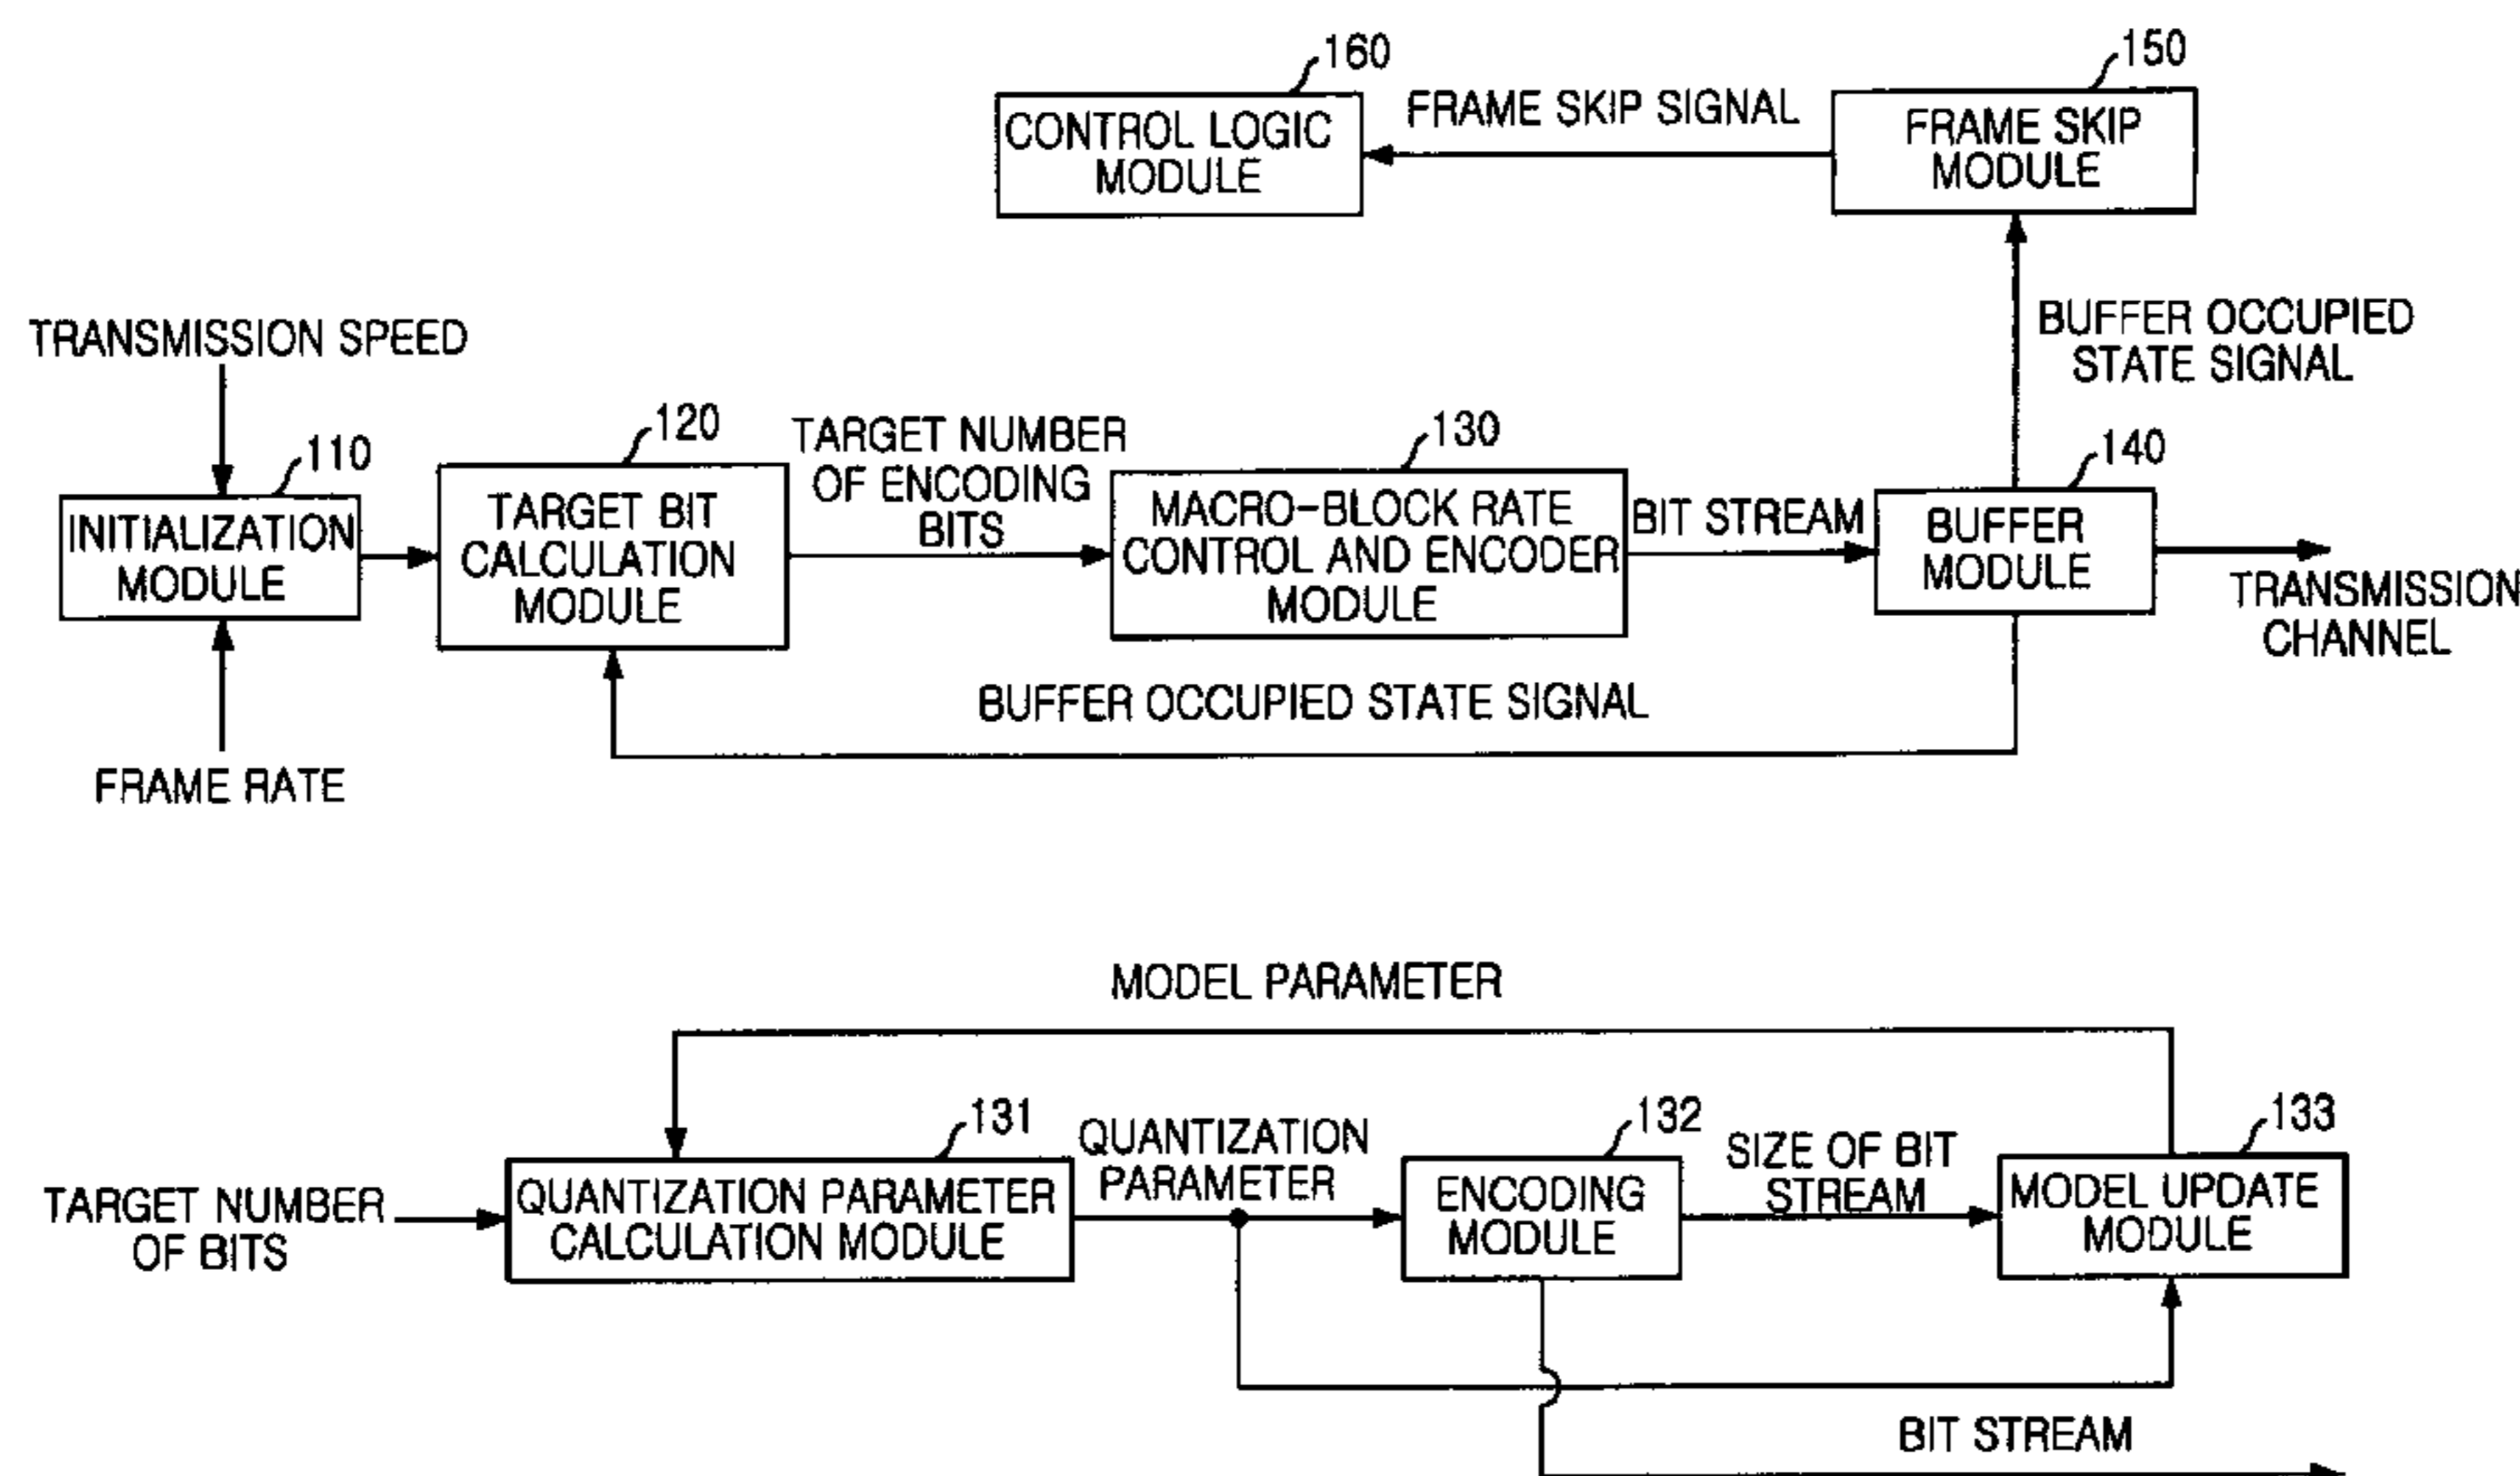 160
CONTROL LOGIC
MODULE
FRAME SKIP SIGNAL
150
FRAME SKIP
MODULE
BUFFER OCCUPIED
STATE SIGNAL
TRANSMISSION SPEED
110
INITIALIZATION
MODULE
FRAME RATE
120
TARGET BIT
CALCULATION
MODULE
TARGET NUMBER
OF ENCODING
BITS
130
MACRO-BLOCK RATE
CONTROL AND ENCODER
MODULE
BIT STREAM
140
BUFFER
MODULE
TRANSMISSION
CHANNEL
BUFFER OCCUPIED STATE SIGNAL
MODEL PARAMETER
TARGET NUMBER
OF BITS
131
QUANTIZATION PARAMETER
CALCULATION MODULE
QUANTIZATION
PARAMETER
132
ENCODING
MODULE
SIZE OF BIT
STREAM
133
MODEL UPDATE
MODULE
BIT STREAM